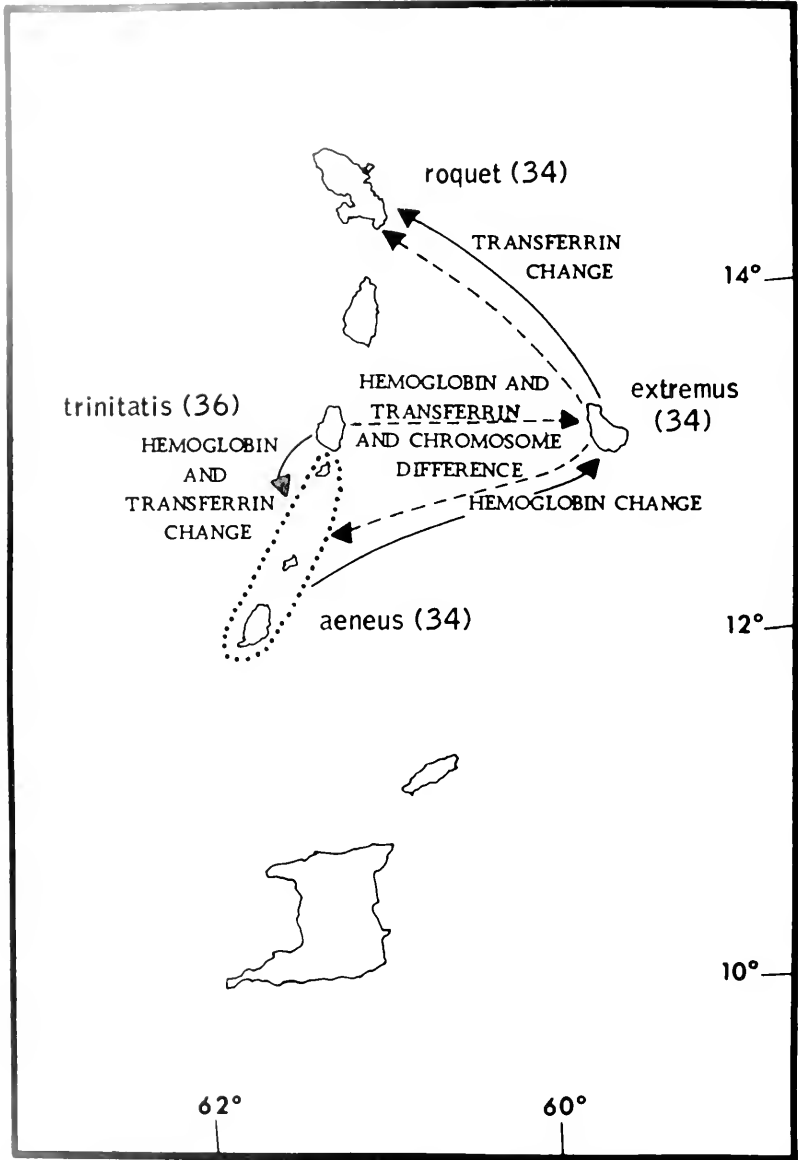 roquet (34)
TRANSFERRIN
CHANGE
14°
HEMOGLOBIN AND
TRANSFERRIN
AND CHROMOSOME
DIFFERENCE
extremus
(34)
trinitatis (36)
HEMOGLOBIN
AND
TRANSFERRIN
CHANGE
HEMOGLOBIN CHANGE
aeneus (34)
12°
10°
62°
60°